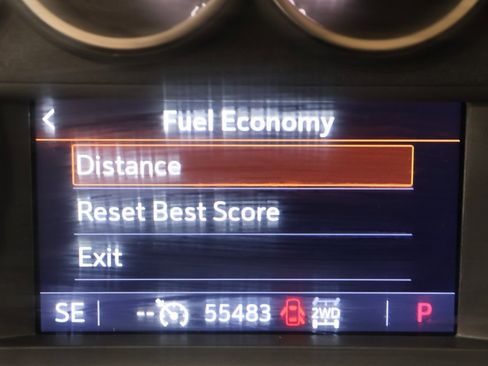 Fuel Economy
Distance
Reset Best Score
Exit
SE -- 55483 2WD P